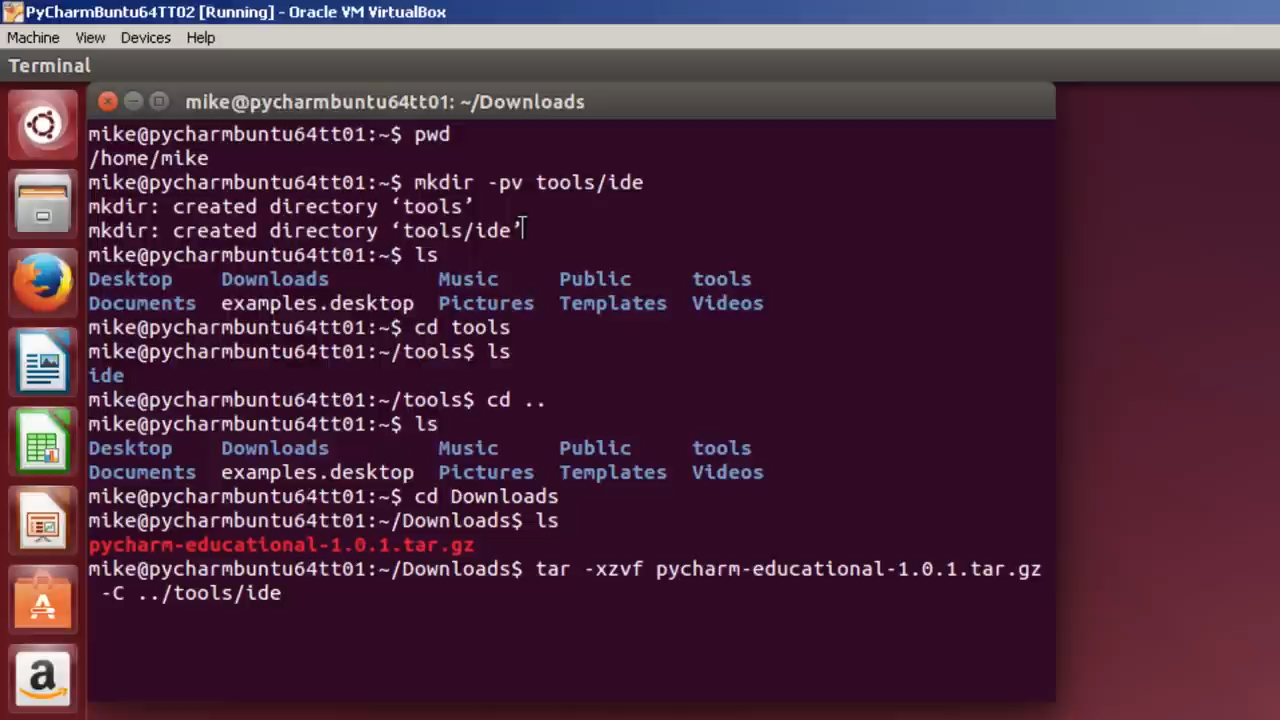 PyCharmBuntu64TT02 [Running] - Oracle VM VirtualBox
Machine View Devices Help
Terminal
mike@pycharmbuntu64tt01: ~/Downloads
mike@pycharmbuntu64tt01:~$ pwd
/home/mike
mike@pycharmbuntu64tt01:~$ mkdir -pv tools/ide
mkdir: created directory ‘tools’
mkdir: created directory ‘tools/ide’
mike@pycharmbuntu64tt01:~$ ls
Desktop Downloads Music Public tools
Documents examples.desktop Pictures Templates Videos
mike@pycharmbuntu64tt01:~$ cd tools
mike@pycharmbuntu64tt01:~/tools$ ls
ide
mike@pycharmbuntu64tt01:~/tools$ cd ..
mike@pycharmbuntu64tt01:~$ ls
Desktop Downloads Music Public tools
Documents examples.desktop Pictures Templates Videos
mike@pycharmbuntu64tt01:~$ cd Downloads
mike@pycharmbuntu64tt01:~/Downloads$ ls
pycharm-educational-1.0.1.tar.gz
mike@pycharmbuntu64tt01:~/Downloads$ tar -xzvf pycharm-educational-1.0.1.tar.gz
-C ../tools/ide